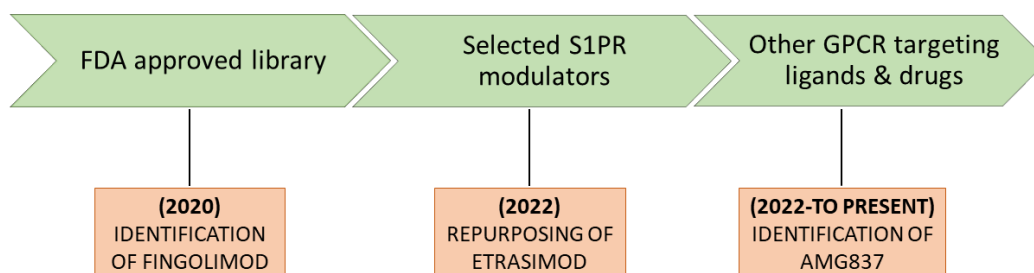 FDA approved library
Selected S1PR
modulators
Other GPCR targeting
ligands & drugs
(2020)
IDENTIFICATION
OF FINGOLIMOD
(2022)
REPURPOSING OF
ETRASIMOD
(2022-TO PRESENT)
IDENTIFICATION OF
AMG837